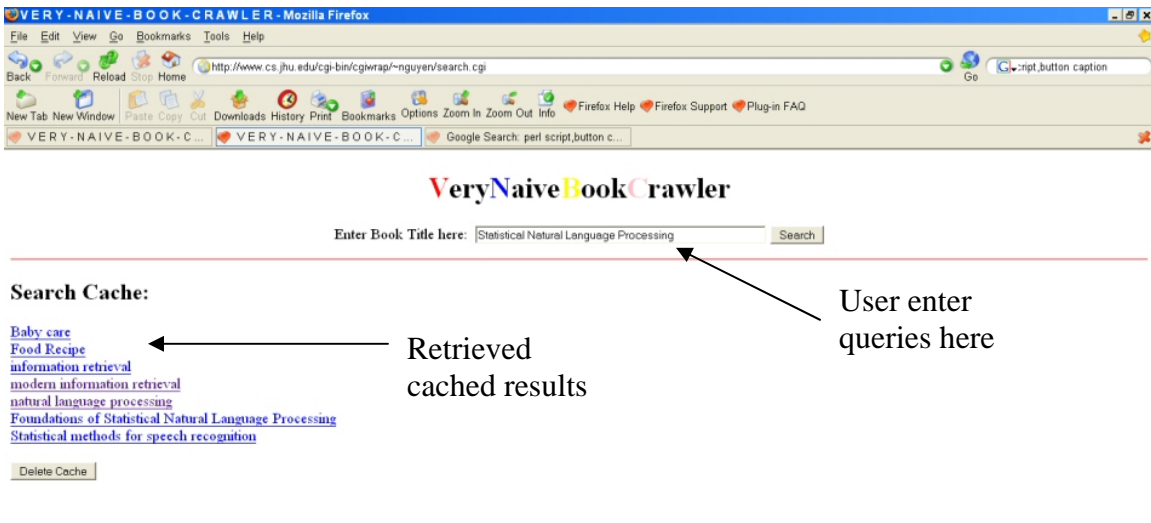 VERY-NAIVE-BOOK-CRAWLER - Mozilla Firefox
File Edit View Go Bookmarks Tools Help
Back Forward Reload Stop Home http://www.cs.jhu.edu/cgi-bin/cgiwrap/~nguyen/search.cgi Go :ript,button caption
New Tab New Window Paste Copy Cut Downloads History Print Bookmarks Options Zoom In Zoom Out Info Firefox Help Firefox Support Plug-in FAQ
VERY-NAIVE-BOOK-C... VERY-NAIVE-BOOK-C... Google Search: perl script,button c...
VeryNaiveBookCrawler
Enter Book Title here: Statistical Natural Language Processing Search
Search Cache:
User enter
queries here
Baby care
Food Recipe
information retrieval
modern information retrieval
natural language processing
Foundations of Statistical Natural Language Processing
Statistical methods for speech recognition
Retrieved
cached results
Delete Cache